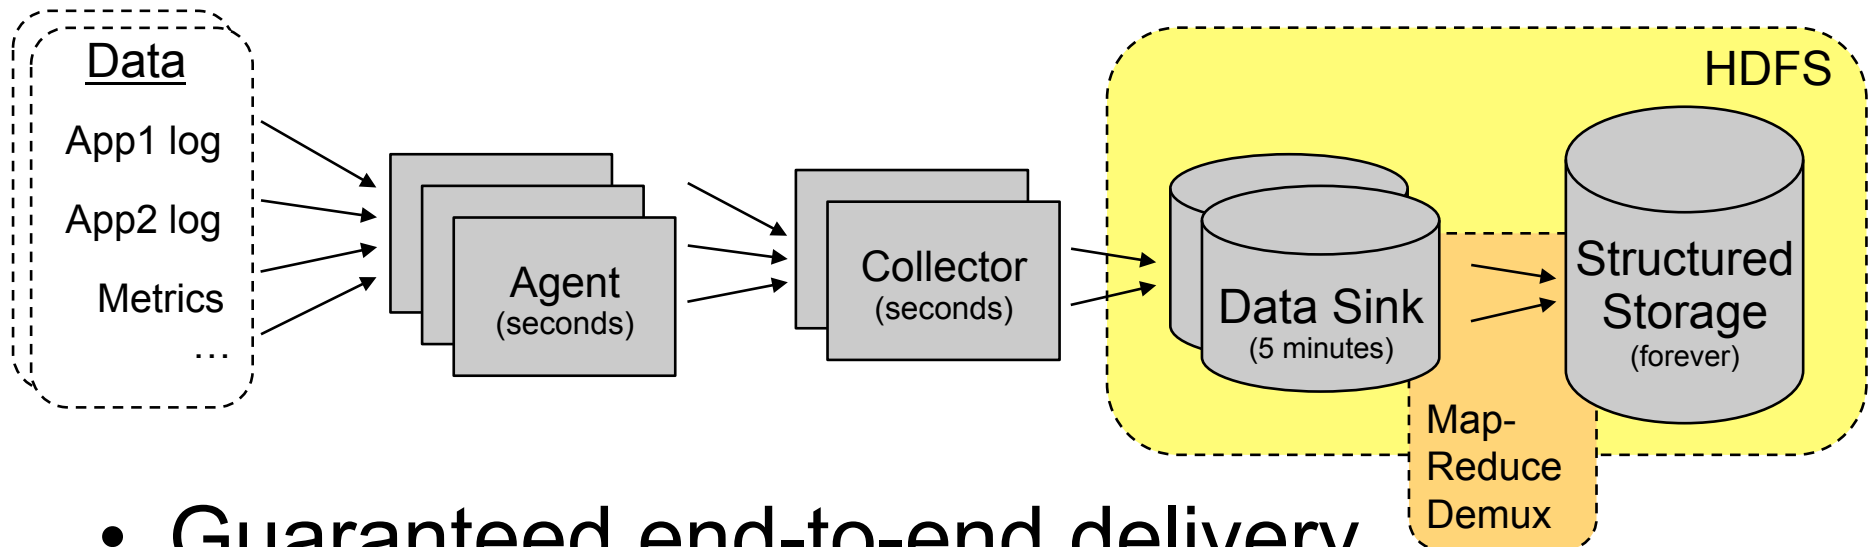 Data
App1 log
App2 log
Metrics
…
Agent
(seconds)
Collector
(seconds)
HDFS
Data Sink
(5 minutes)
Structured
Storage
(forever)
Map-
Reduce
Demux
• Guaranteed end-to-end delivery